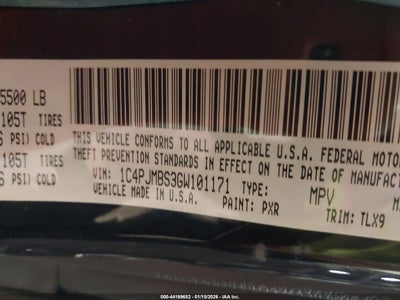 5500 LB
105T TIRES
PSI) COLD
105T TIRES
PSI) COLD
THIS VEHICLE CONFORMS TO ALL APPLICABLE U.S.A. FEDERAL MOTOR
THEFT PREVENTION STANDARDS IN EFFECT ON THE DATE OF MANUFACT
VIN: 1C4PJMBS3GW101171 TYPE: MPV
VEHICLE MADE IN U.S.A. PAINT: PXR TRIM: TLX9
000-44169652 - 01/15/2026 - IAA, Inc.